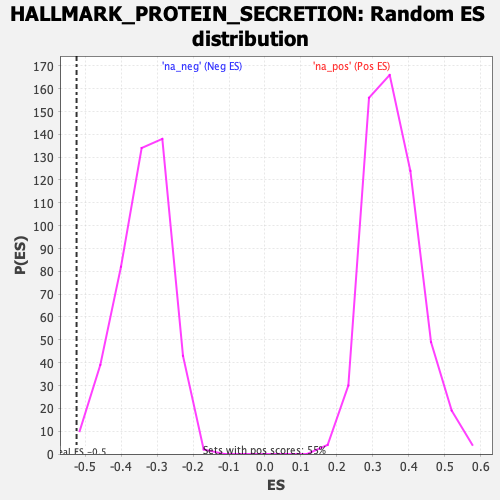 HALLMARK_PROTEIN_SECRETION: Random ES
distribution
'na_neg' (Neg ES)
'na_pos' (Pos ES)
170
160
150
140
130
120
110
100
90
80
70
60
50
40
30
20
10
0
P(ES)
Sets with pos scores: 55%
-0.5 -0.4 -0.3 -0.2 -0.1 0.0 0.1 0.2 0.3 0.4 0.5 0.6
ES